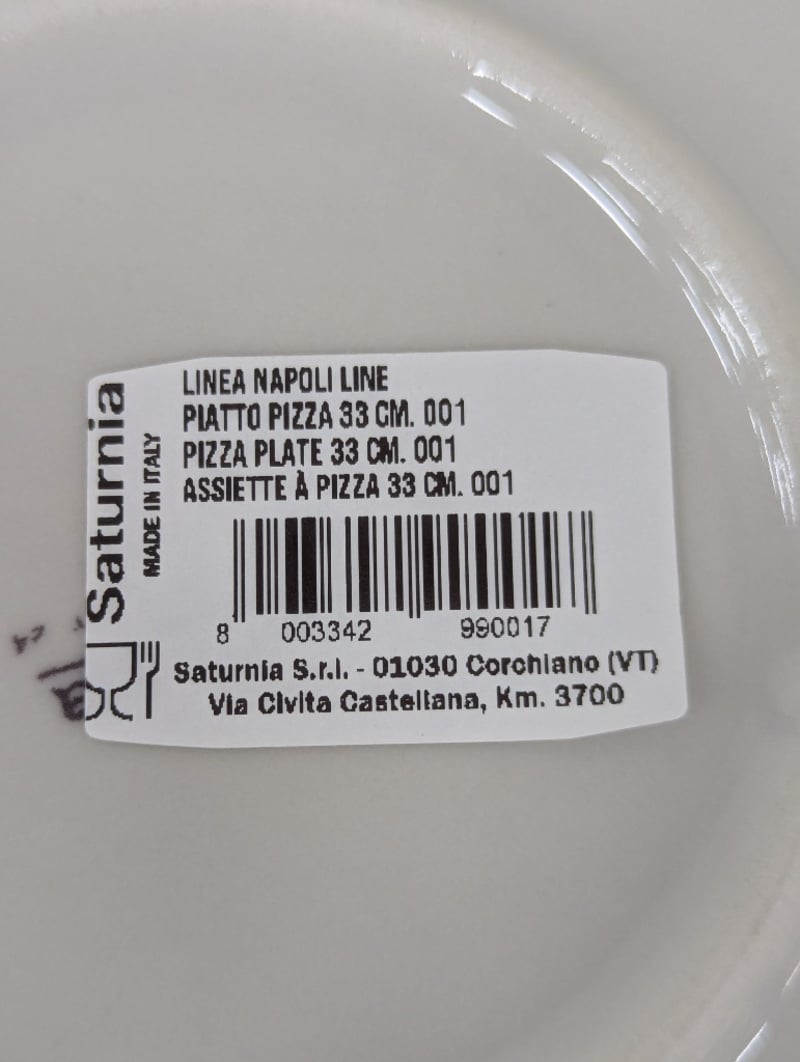 Saturnia
MADE IN ITALY
LINEA NAPOLI LINE
PIATTO PIZZA 33 CM. 001
PIZZA PLATE 33 CM. 001
ASSIETTE À PIZZA 33 CM. 001
8 003342 990017
Saturnia S.r.l. - 01030 Corchiano (VT)
Via Civita Castellana, Km. 3700